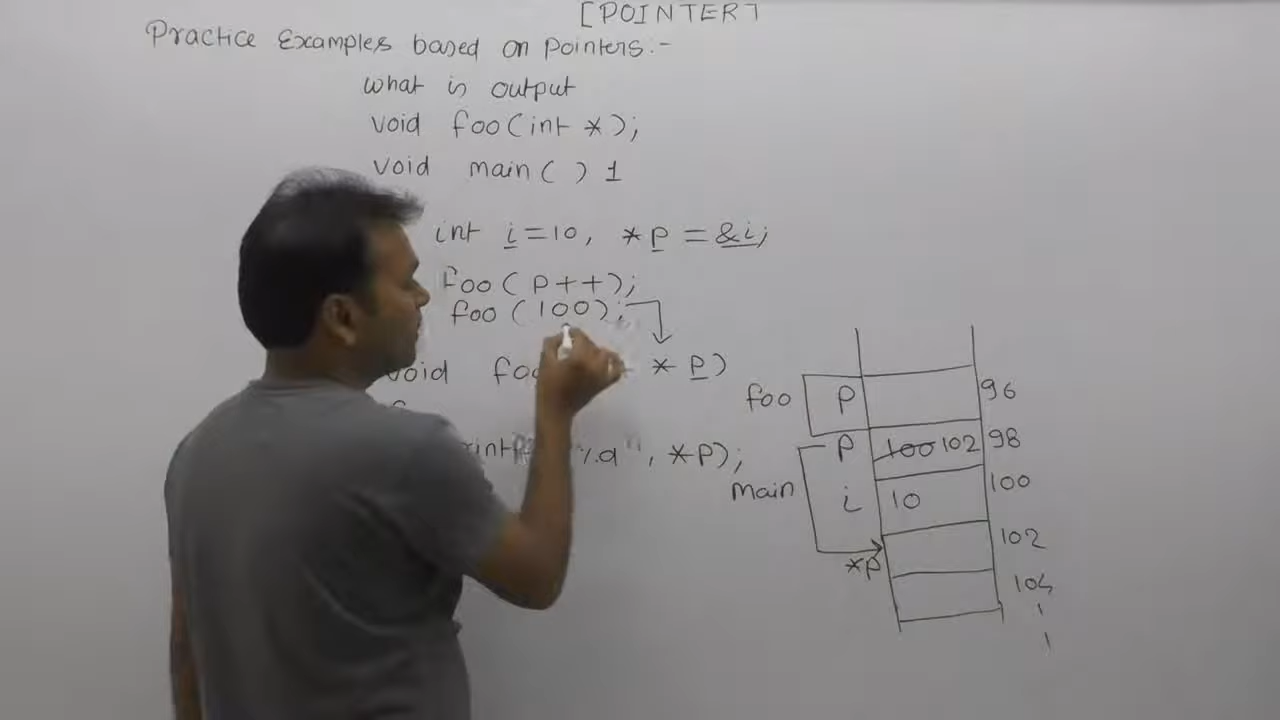 [POINTER]
Practice Examples based on Pointers:-
what is output
void foo(int *);
void main( ) 1
int i=10, *p = &i;
foo(p++);
foo(100);
void * p)
*p);
foo p 96
p 100 102 98
main i 10 100
102
*p
104